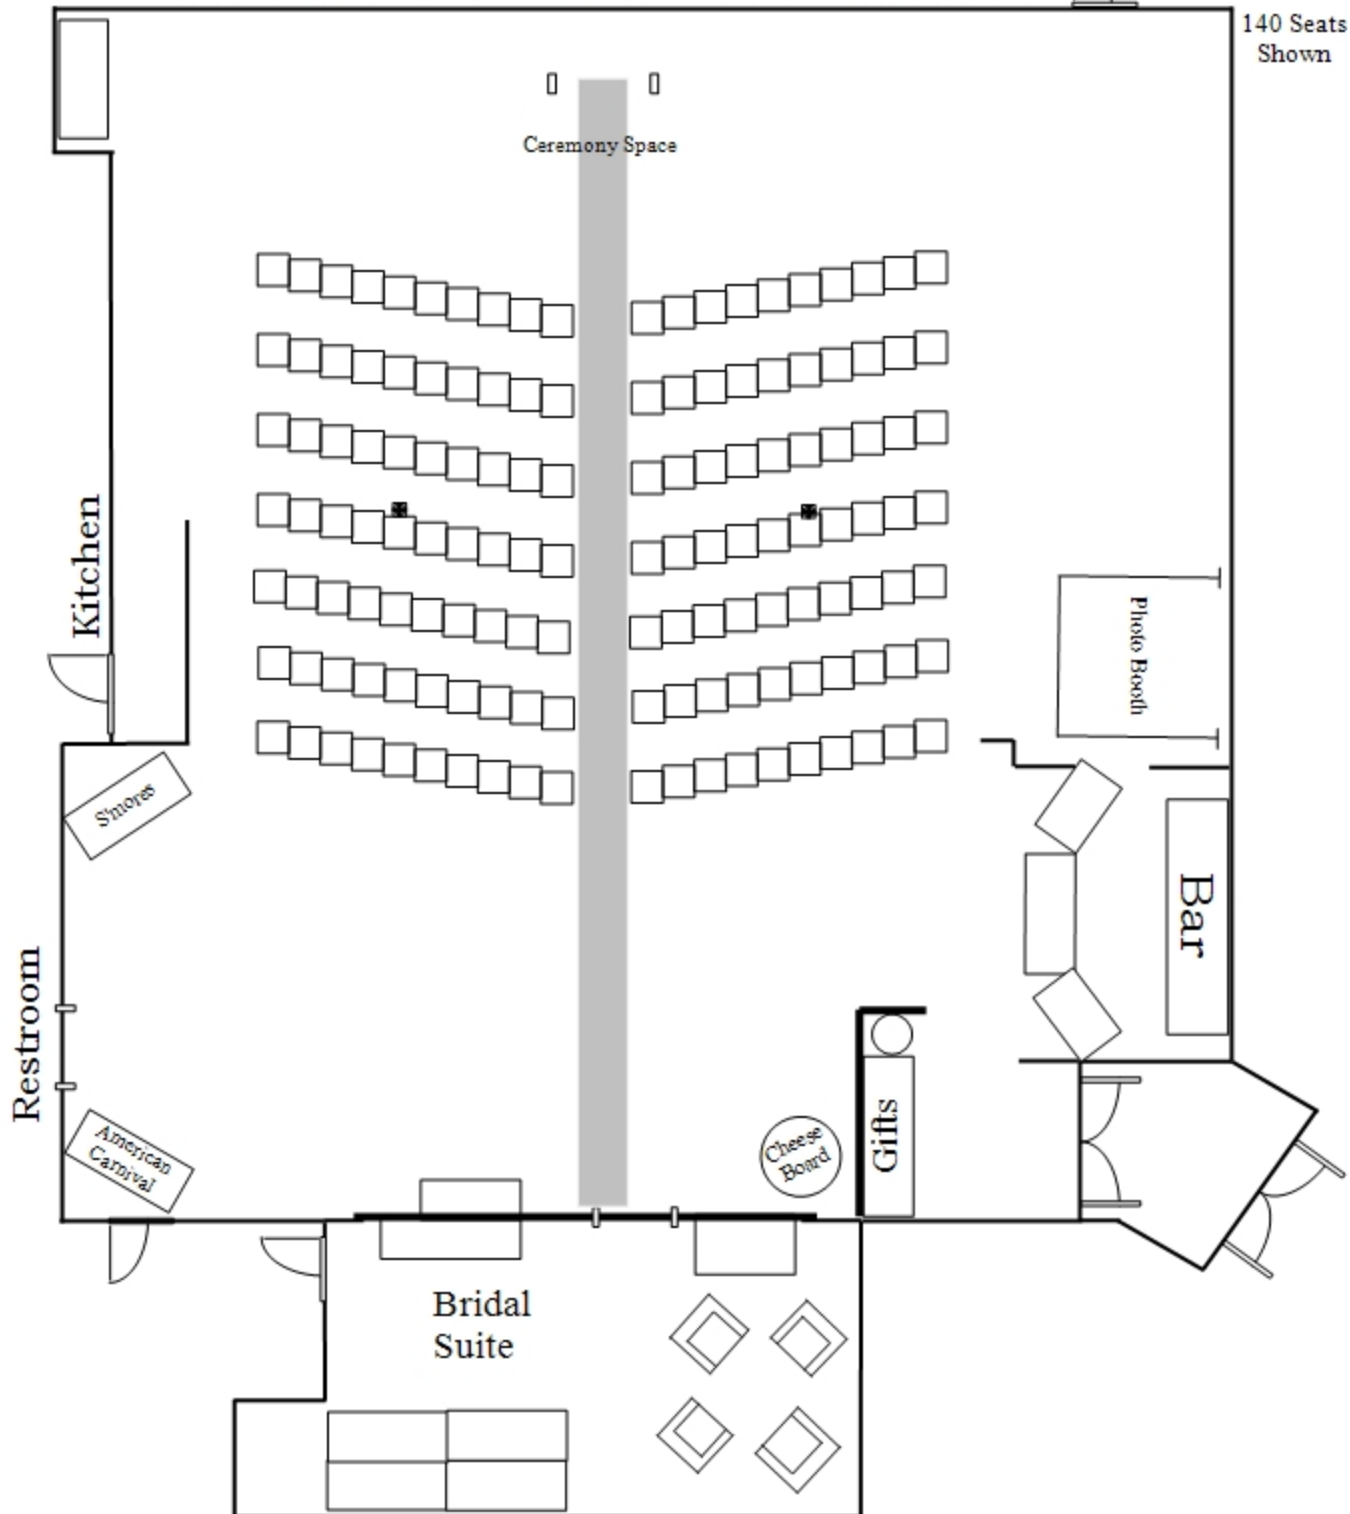 140 Seats
Shown
Ceremony Space
Kitchen
Photo Booth
S'mores
Bar
Restroom
American
Carnival
Cheese
Board
Gifts
Bridal
Suite